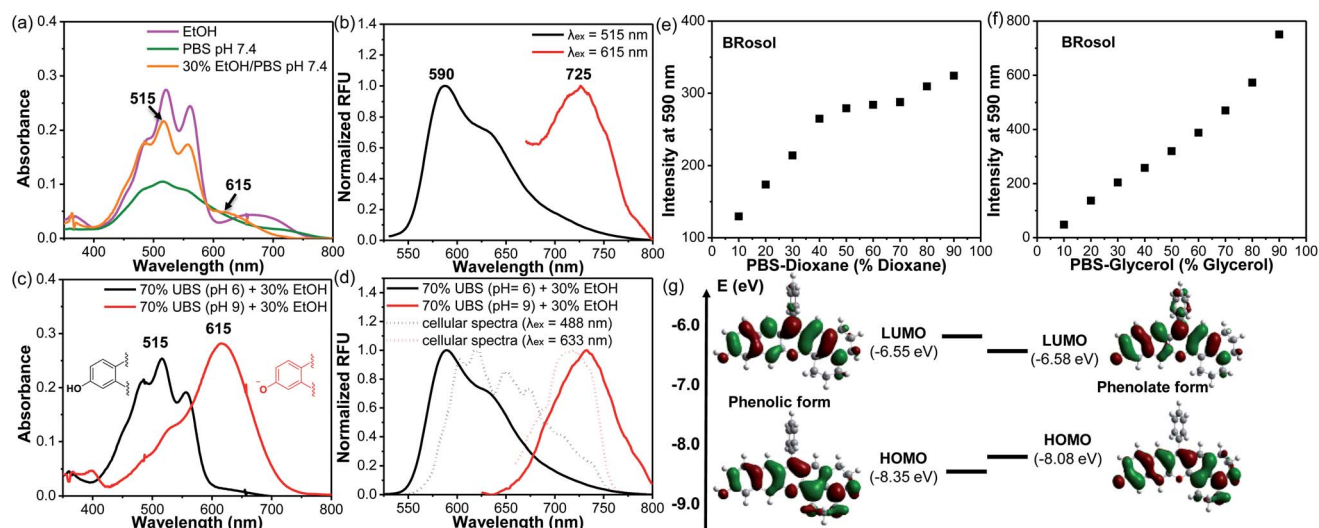 (a)
EtOH
PBS pH 7.4
30% EtOH/PBS pH 7.4
515
615
0.3
0.2
0.1
0.0
400 500 600 700 800
Absorbance
Wavelength (nm)
(b)
λex = 515 nm
λex = 615 nm
590
725
1.4
1.2
1.0
0.8
0.6
0.4
0.2
0.0
550 600 650 700 750 800
Normalized RFU
Wavelength (nm)
(e)
BRosol
400
300
200
100
0 10 20 30 40 50 60 70 80 90 100
Intensity at 590 nm
PBS-Dioxane (% Dioxane)
(f)
BRosol
800
600
400
200
0
0 10 20 30 40 50 60 70 80 90 100
Intensity at 590 nm
PBS-Glycerol (% Glycerol)
(c)
70% UBS (pH 6) + 30% EtOH
70% UBS (pH 9) + 30% EtOH
515
615
HO
O-
0.4
0.3
0.2
0.1
0.0
400 500 600 700 800
Absorbance
Wavelength (nm)
(d)
70% UBS (pH= 6) + 30% EtOH
70% UBS (pH= 9) + 30% EtOH
cellular spectra (λex = 488 nm)
cellular spectra (λex = 633 nm)
1.4
1.2
1.0
0.8
0.6
0.4
0.2
0.0
550 600 650 700 750 800
Normalized RFU
Wavelength (nm)
(g)
E (eV)
-6.0
-7.0
-8.0
-9.0
LUMO
(-6.55 eV)
LUMO
(-6.58 eV)
Phenolic form
Phenolate form
HOMO
(-8.35 eV)
HOMO
(-8.08 eV)